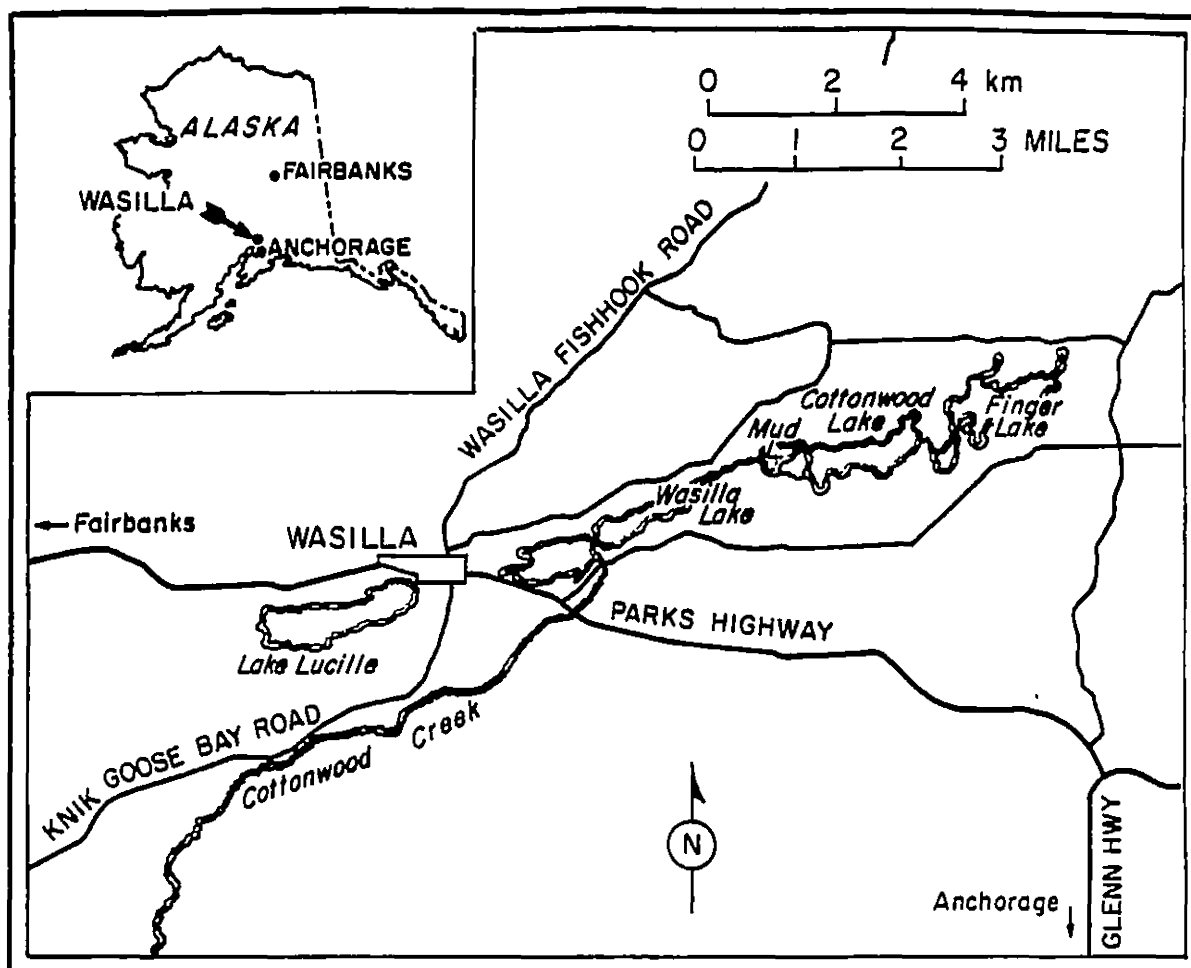 ALASKA
FAIRBANKS
WASILLA
ANCHORAGE
0 2 4 km
0 1 2 3 MILES
WASILLA FISHHOOK ROAD
Cottonwood
Lake
Finger
Lake
Mud
L
Wasilla
Lake
Fairbanks
WASILLA
PARKS HIGHWAY
Lake Lucille
KNIK GOOSE BAY ROAD
Cottonwood Creek
N
Anchorage
GLENN HWY